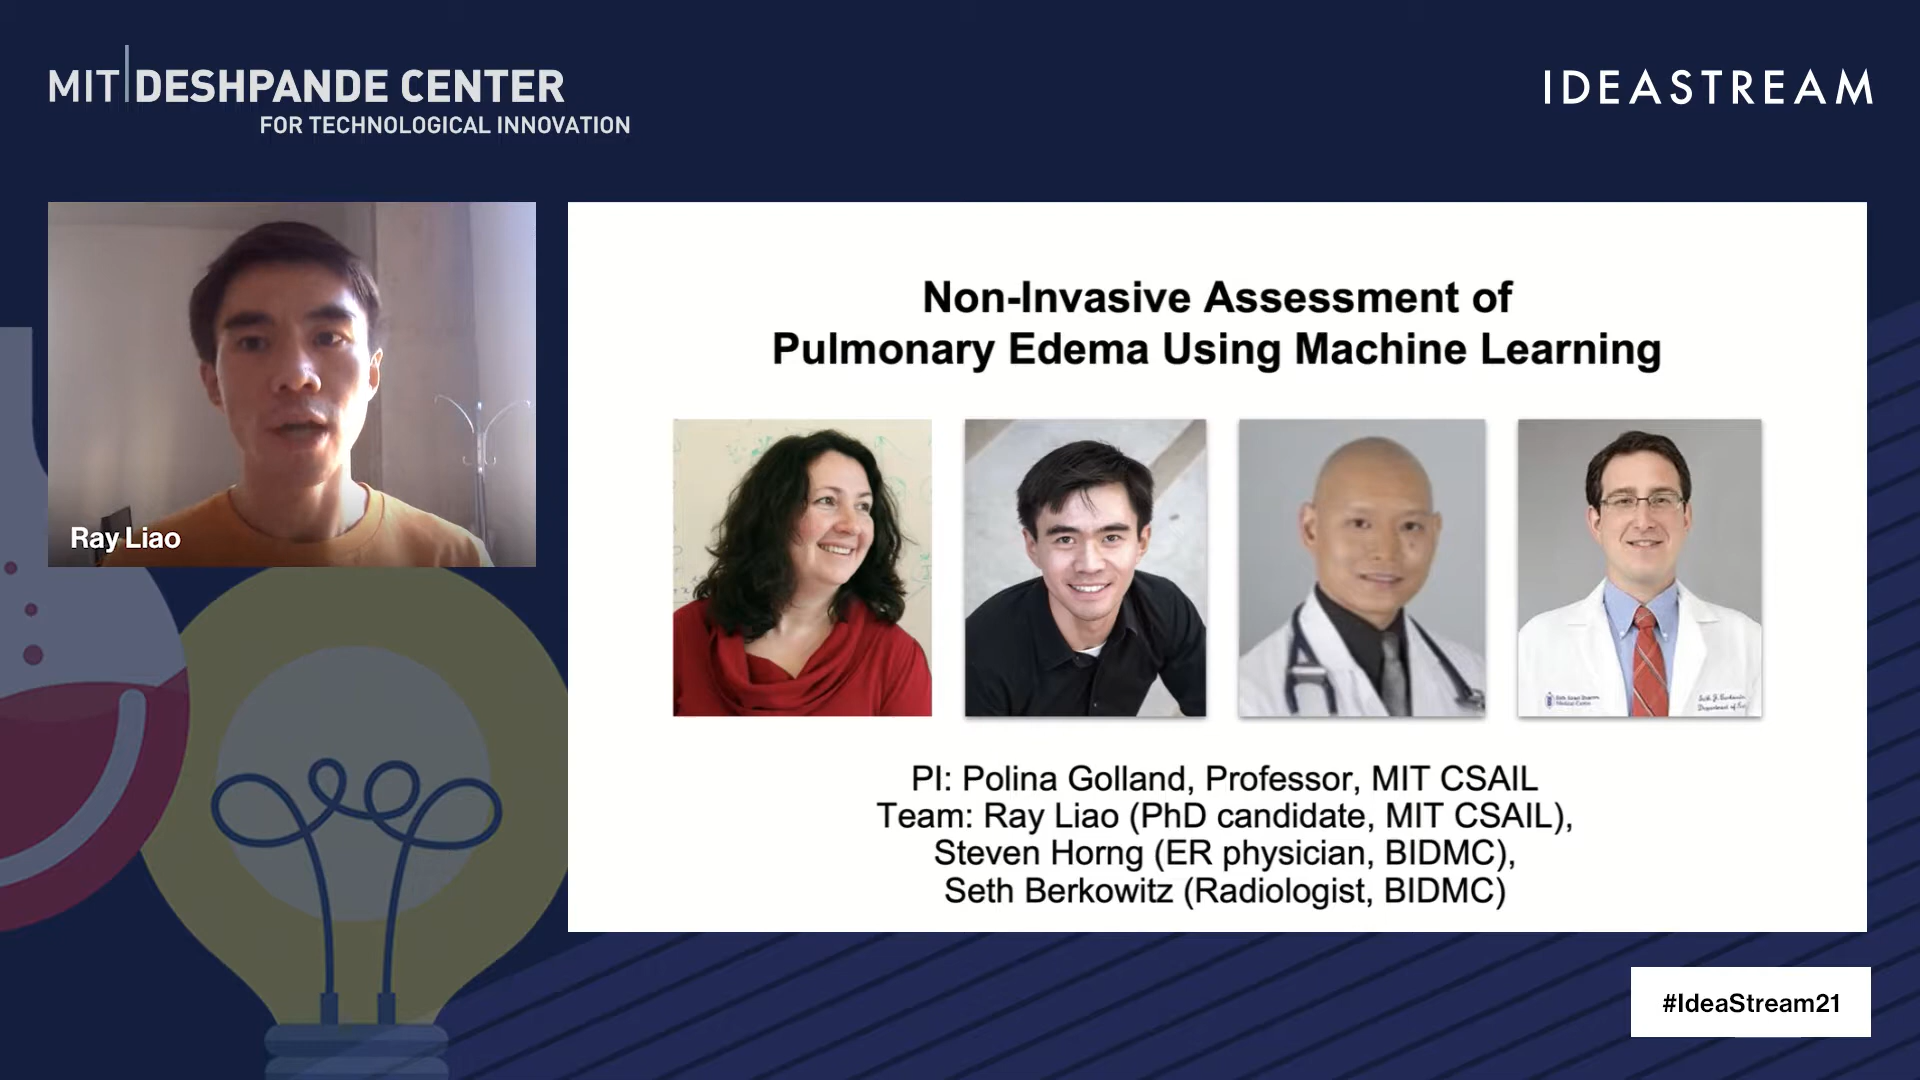 MIT DESHPANDE CENTER
FOR TECHNOLOGICAL INNOVATION
IDEASTREAM
Ray Liao
Non-Invasive Assessment of
Pulmonary Edema Using Machine Learning
PI: Polina Golland, Professor, MIT CSAIL
Team: Ray Liao (PhD candidate, MIT CSAIL),
Steven Horng (ER physician, BIDMC),
Seth Berkowitz (Radiologist, BIDMC)
#IdeaStream21